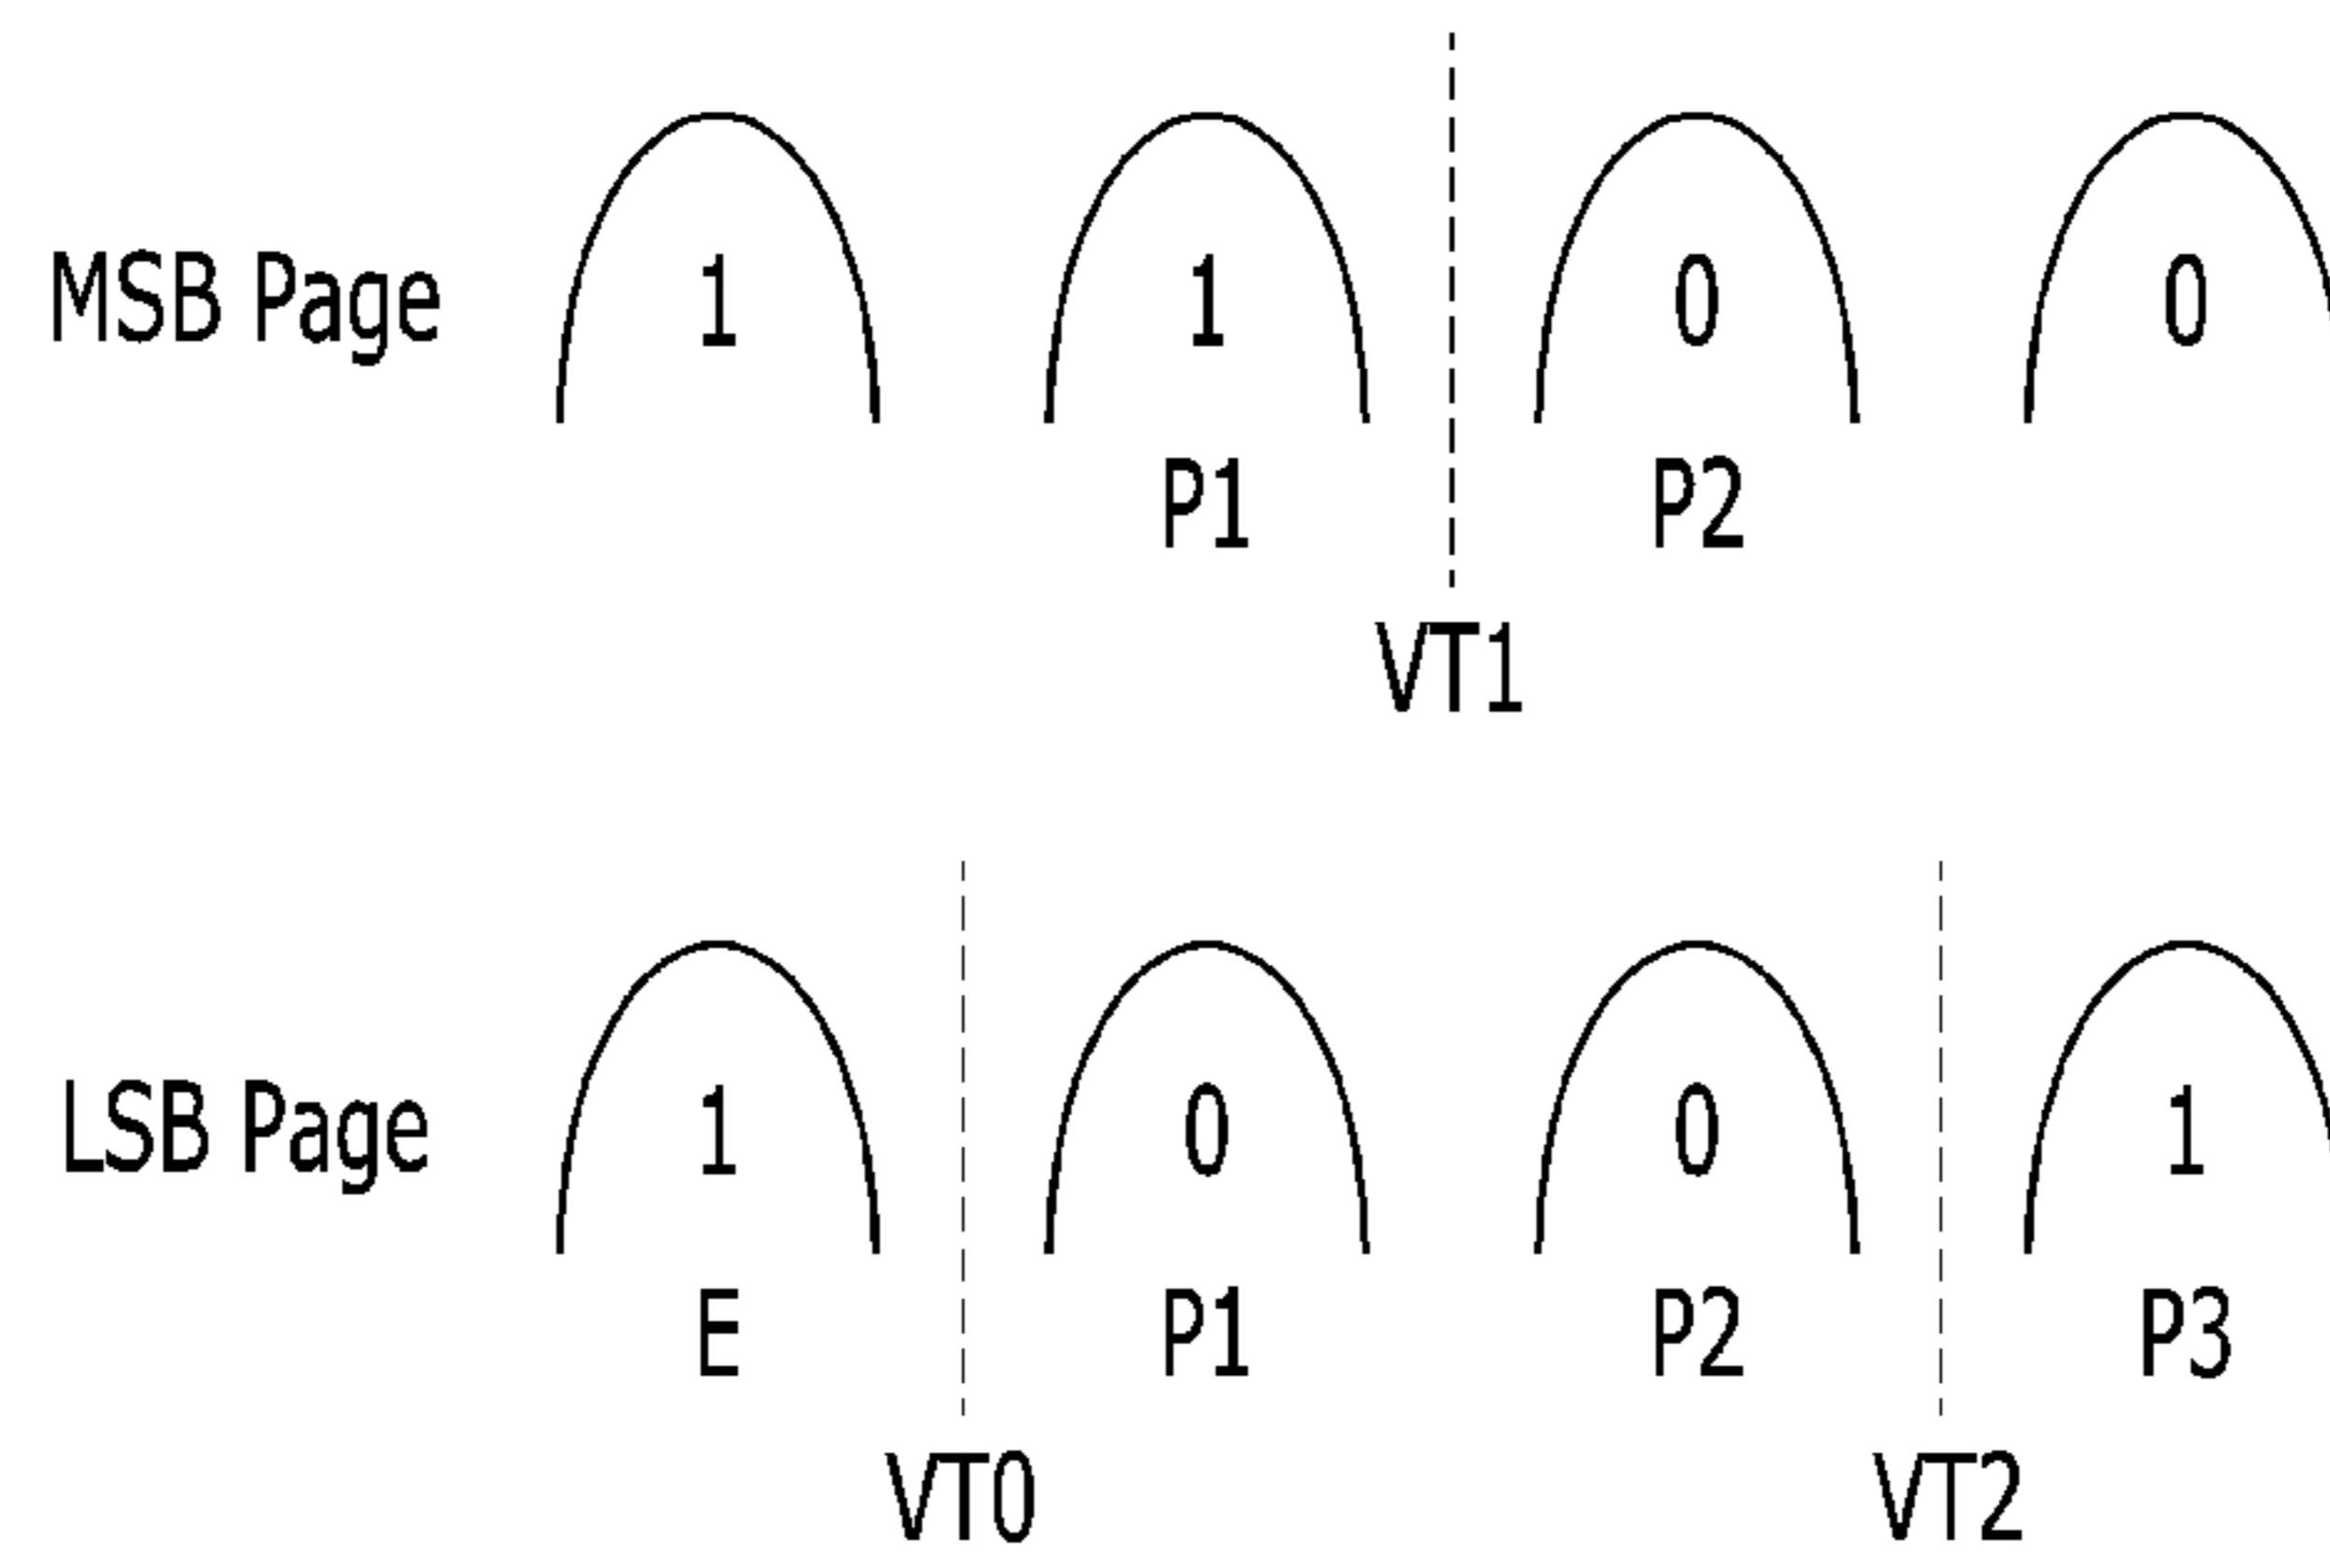 MSB Page 1 1 0 0
P1 P2
VT1
LSB Page 1 0 0 1
E P1 P2 P3
VT0 VT2